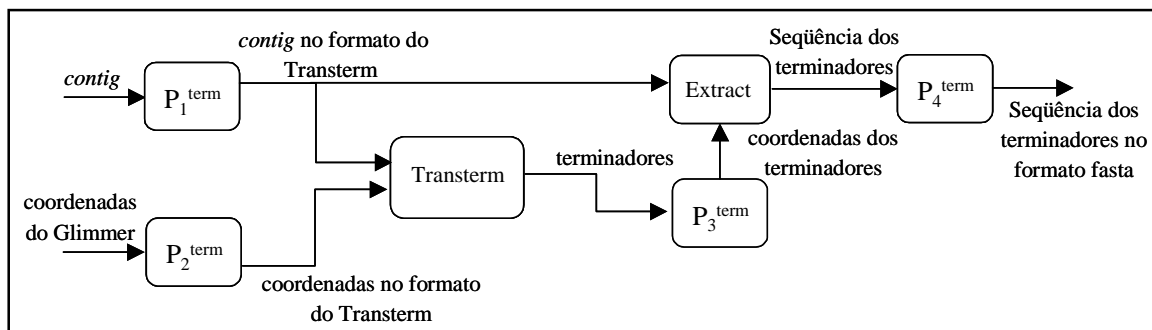 contig
P₁ᵗᵉʳᵐ
contig no formato do
Transterm
Extract
Seqüência dos
terminadores
P₄ᵗᵉʳᵐ
Seqüência dos
terminadores no
formato fasta
coordenadas
do Glimmer
P₂ᵗᵉʳᵐ
coordenadas no formato
do Transterm
Transterm
terminadores
P₃ᵗᵉʳᵐ
coordenadas dos
terminadores